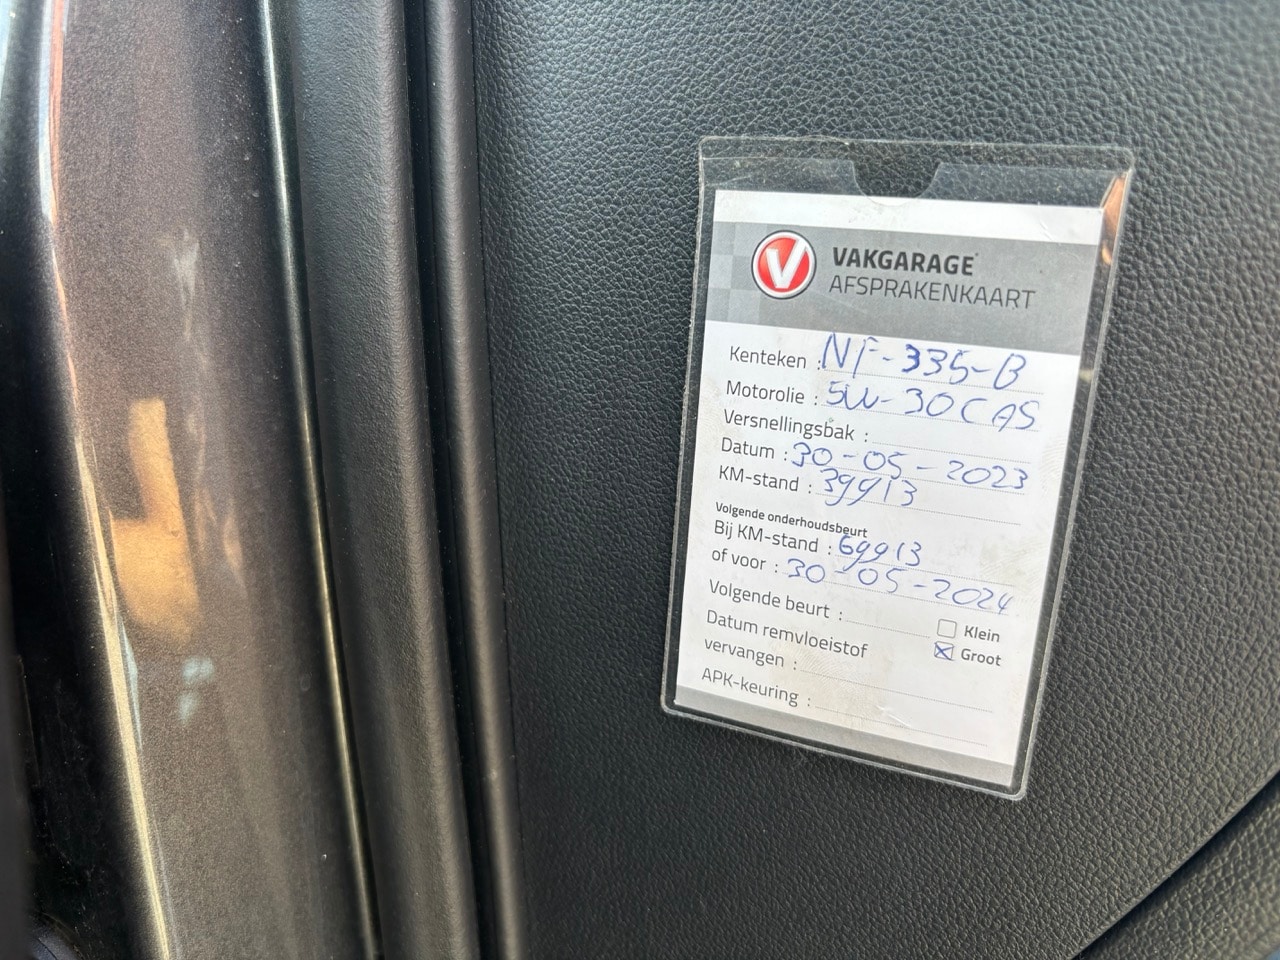 VAKGARAGE
AFSPRAKENKAART
Kenteken : NF-335-B
Motorolie : 5W-30 CAS
Versnellingsbak :
Datum : 30-05-2023
KM-stand : 39913
Volgende onderhoudsbeurt
Bij KM-stand : 69913
of voor : 30-05-2024
Volgende beurt :
Klein
Groot
Datum remvloeistof
vervangen :
APK-keuring :